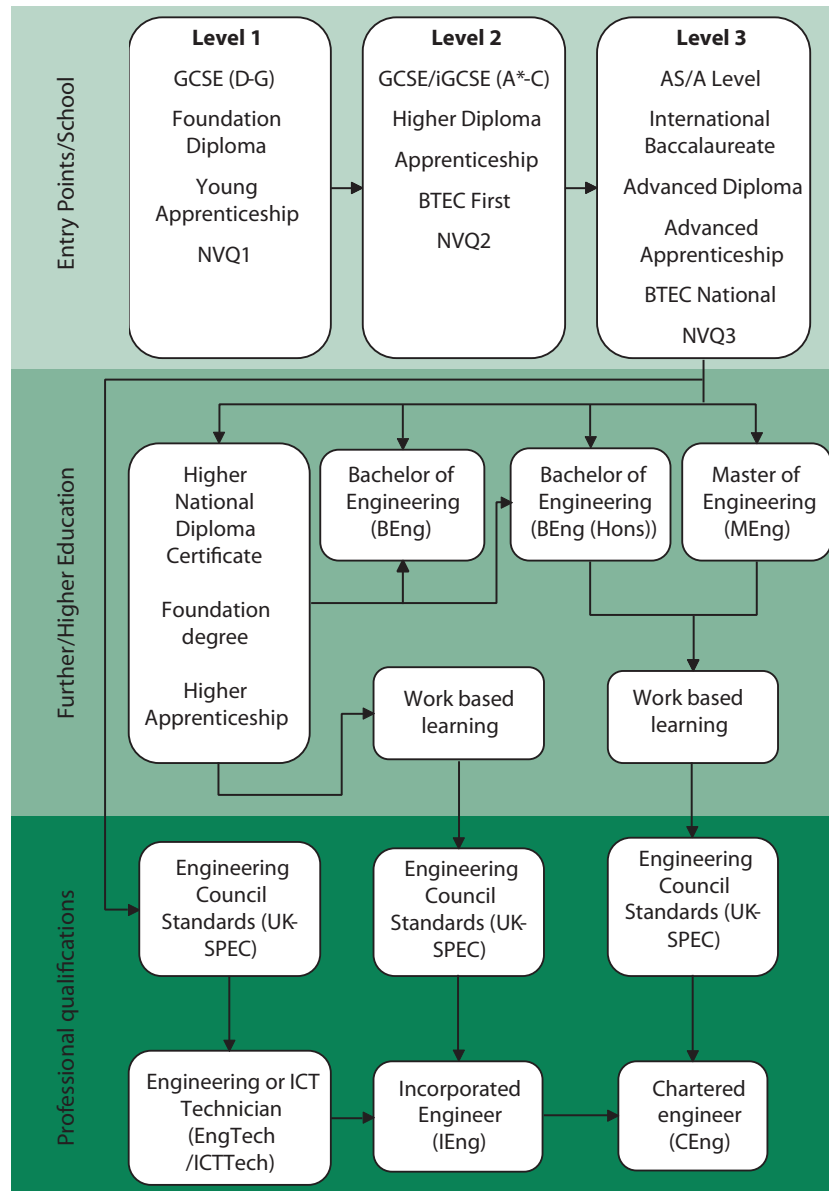 Entry Points/School
Level 1
GCSE (D-G)
Foundation
Diploma
Young
Apprenticeship
NVQ1
Level 2
GCSE/iGCSE (A*-C)
Higher Diploma
Apprenticeship
BTEC First
NVQ2
Level 3
AS/A Level
International
Baccalaureate
Advanced Diploma
Advanced
Apprenticeship
BTEC National
NVQ3
Further/Higher Education
Higher
National
Diploma
Certificate
Foundation
degree
Higher
Apprenticeship
Bachelor of
Engineering
(BEng)
Bachelor of
Engineering
(BEng (Hons))
Master of
Engineering
(MEng)
Work based
learning
Work based
learning
Professional qualifications
Engineering
Council
Standards (UK-
SPEC)
Engineering
Council
Standards (UK-
SPEC)
Engineering
Council
Standards (UK-
SPEC)
Engineering or ICT
Technician
(EngTech
/ICTTech)
Incorporated
Engineer
(IEng)
Chartered
engineer
(CEng)